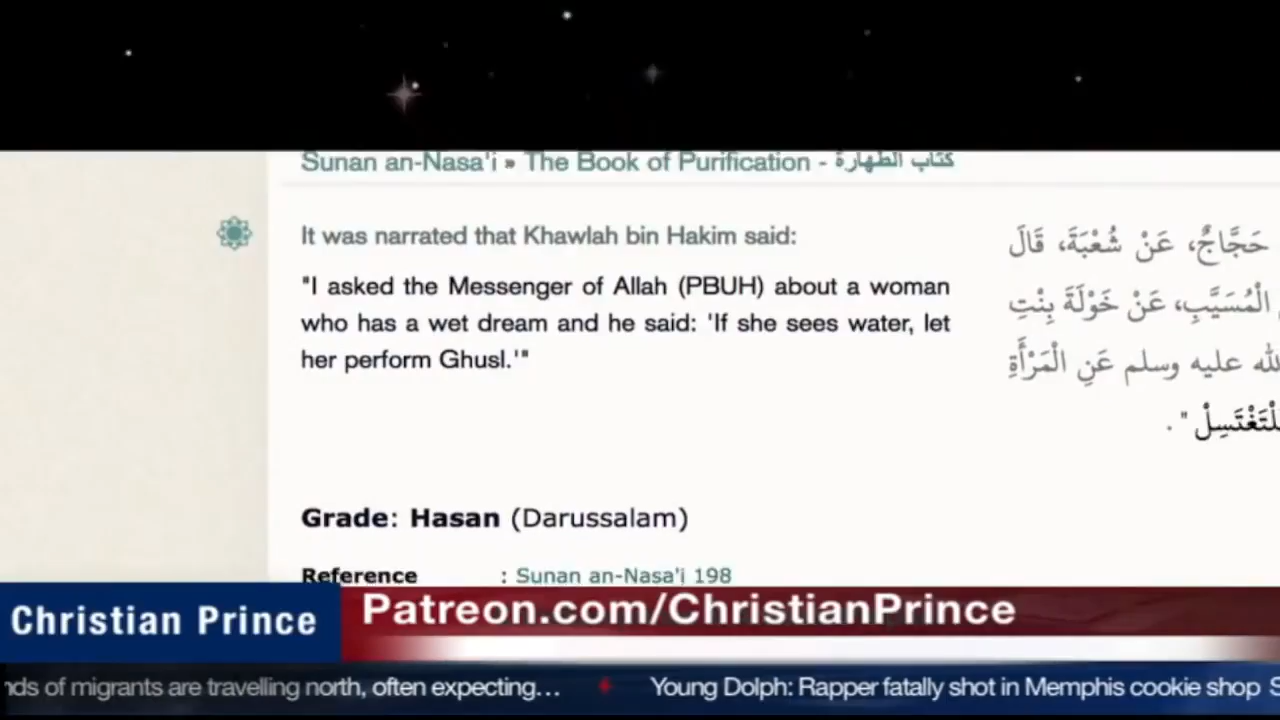 Sunan an-Nasa'i » The Book of Purification - كتاب الطهارة
It was narrated that Khawlah bin Hakim said:
"I asked the Messenger of Allah (PBUH) about a woman
who has a wet dream and he said: 'If she sees water, let
her perform Ghusl.'"
حَجَّاجٌ، عَنْ شُعْبَةَ، قَالَ
الْمُسَيَّبِ، عَنْ خَوْلَةَ بِنْتِ
لله عليه وسلم عَنِ الْمَرْأَةِ
لْتَغْتَسِلْ " .
Grade: Hasan (Darussalam)
Reference : Sunan an-Nasa'i 198
Christian Prince
Patreon.com/ChristianPrince
nds of migrants are travelling north, often expecting... Young Dolph: Rapper fatally shot in Memphis cookie shop S